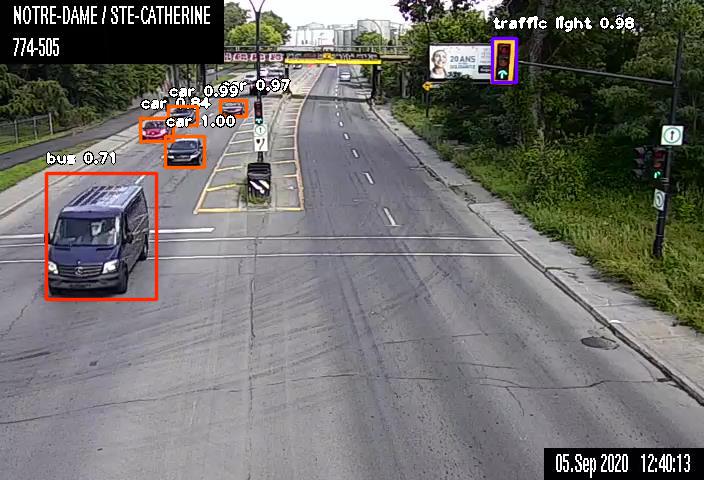 NOTRE-DAME / STE-CATHERINE
774-505
traffic light 0.98
car 0.99
car 0.97
car 0.84
car 1.00
bus 0.71
20 ANS
05.Sep 2020 12:40:13